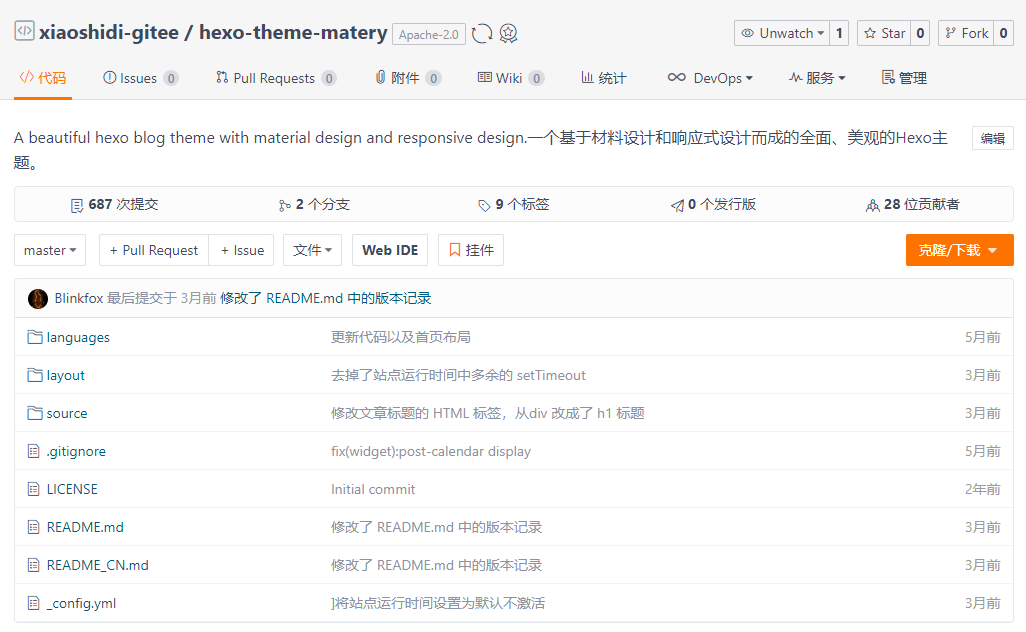 xiaoshidi-gitee / hexo-theme-matery Apache-2.0 Unwatch 1 Star 0 Fork 0
代码 Issues 0 Pull Requests 0 附件 0 Wiki 0 统计 DevOps 服务 管理
A beautiful hexo blog theme with material design and responsive design.一个基于材料设计和响应式设计而成的全面、美观的Hexo主 编辑
题。
687 次提交 2 个分支 9 个标签 0 个发行版 28 位贡献者
master + Pull Request + Issue 文件 Web IDE 挂件 克隆/下载
Blinkfox 最后提交于 3月前 修改了 README.md 中的版本记录
languages 更新代码以及首页布局 5月前
layout 去掉了站点运行时间中多余的 setTimeout 3月前
source 修改文章标题的 HTML 标签，从div 改成了 h1 标题 3月前
.gitignore fix(widget):post-calendar display 5月前
LICENSE Initial commit 2年前
README.md 修改了 README.md 中的版本记录 3月前
README_CN.md 修改了 README.md 中的版本记录 3月前
_config.yml ]将站点运行时间设置为默认不激活 3月前